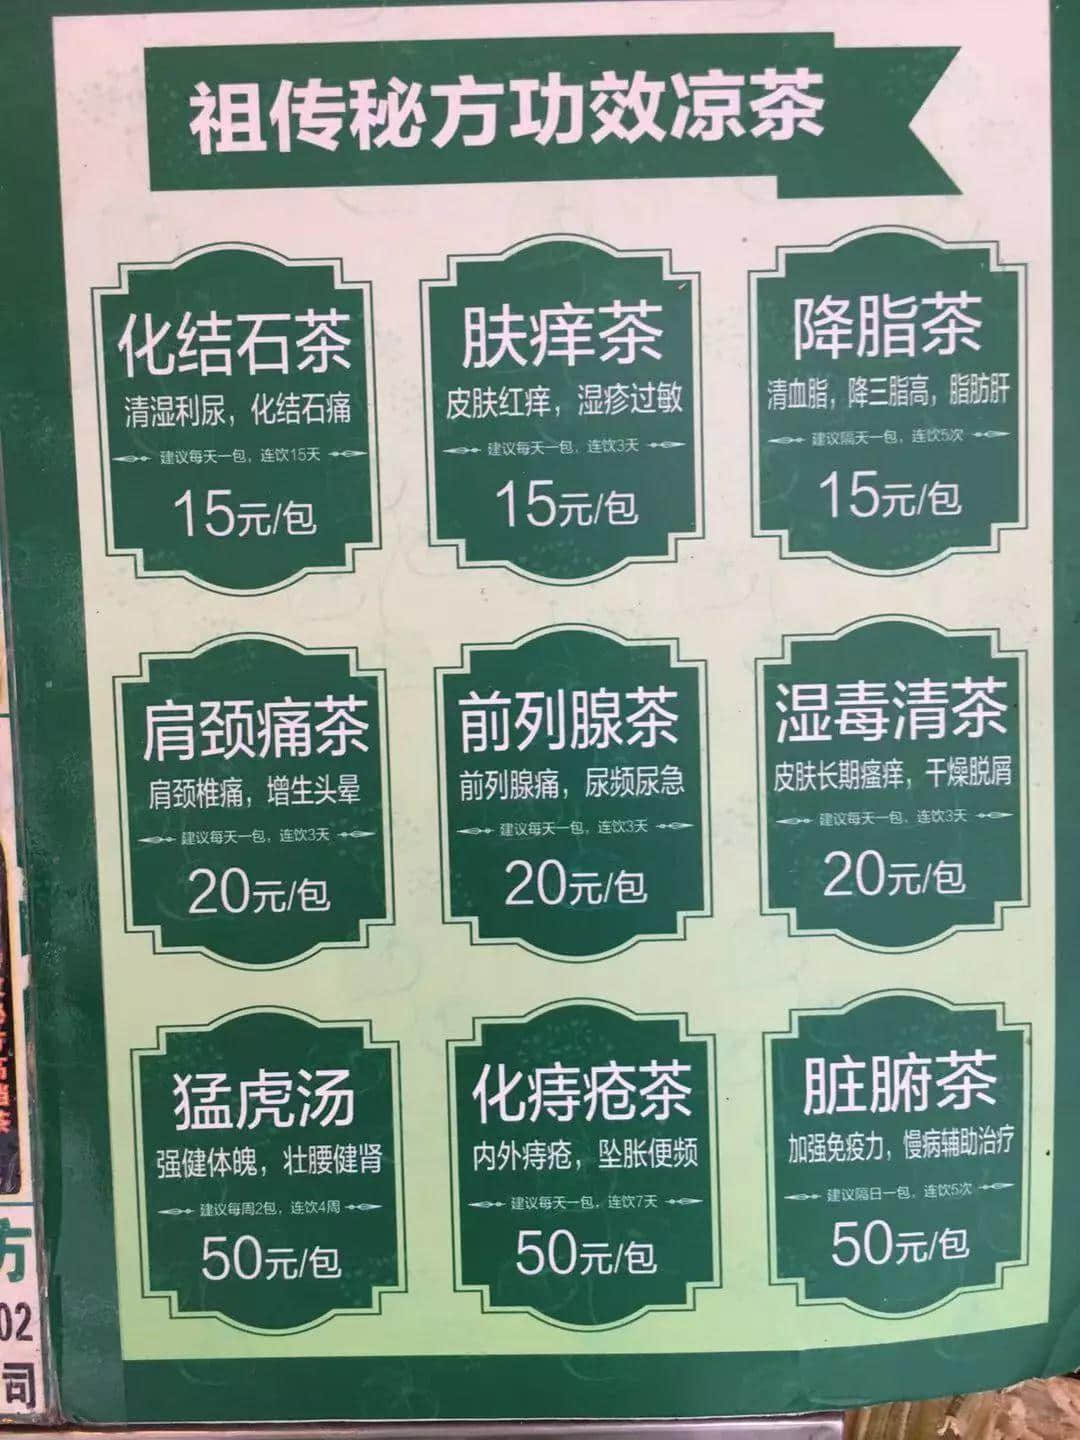 祖传秘方功效凉茶
化结石茶
清湿利尿，化结石痛
建议每天一包，连饮15天
15元/包
肤痒茶
皮肤红痒，湿疹过敏
建议每天一包，连饮3天
15元/包
降脂茶
清血脂，降三脂高，脂肪肝
建议隔天一包，连饮5次
15元/包
肩颈痛茶
肩颈椎痛，增生头晕
建议每天一包，连饮3天
20元/包
前列腺茶
前列腺痛，尿频尿急
建议每天一包，连饮3天
20元/包
湿毒清茶
皮肤长期瘙痒，干燥脱屑
建议每天一包，连饮3天
20元/包
猛虎汤
强健体魄，壮腰健肾
建议每周2包，连饮4周
50元/包
化痔疮茶
内外痔疮，坠胀便频
建议每天一包，连饮7天
50元/包
脏腑茶
加强免疫力，慢病辅助治疗
建议隔日一包，连饮5次
50元/包
方
02
司